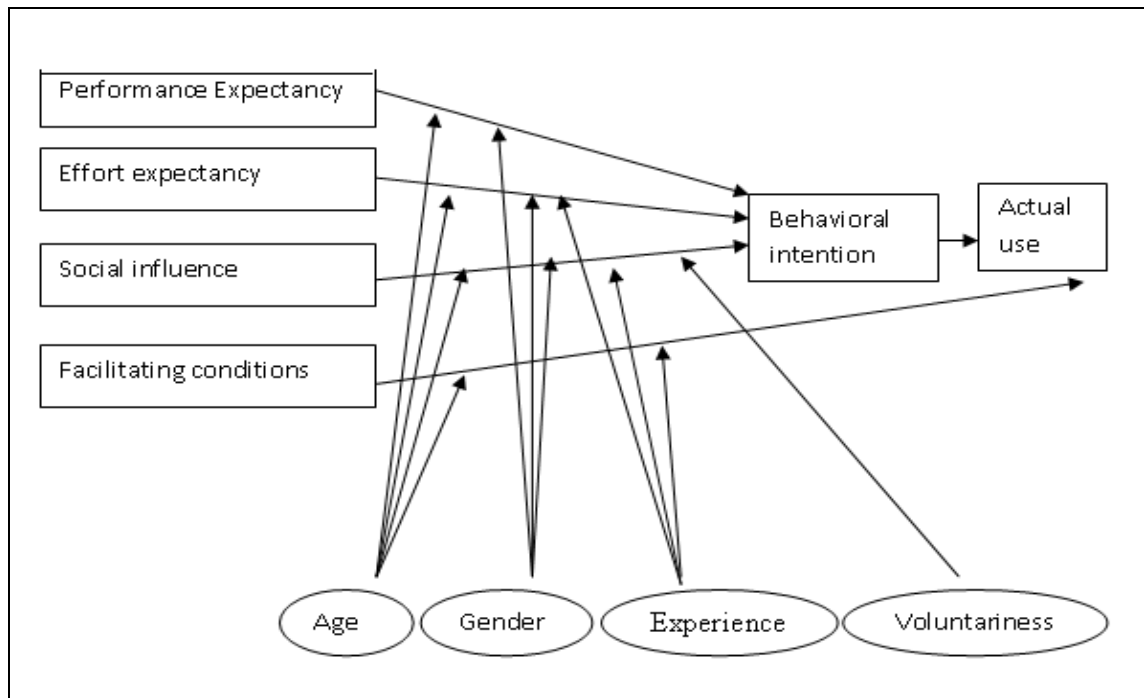 Performance Expectancy
Effort expectancy
Social influence
Facilitating conditions
Behavioral
intention
Actual
use
Age
Gender
Experience
Voluntariness